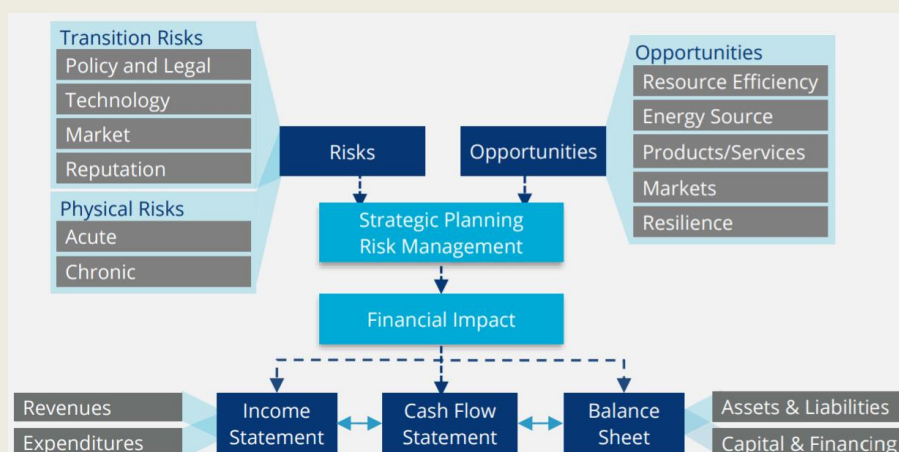 Transition Risks
Policy and Legal
Technology
Market
Reputation
Physical Risks
Acute
Chronic
Risks
Opportunities
Opportunities
Resource Efficiency
Energy Source
Products/Services
Markets
Resilience
Strategic Planning
Risk Management
Financial Impact
Revenues
Expenditures
Income
Statement
Cash Flow
Statement
Balance
Sheet
Assets & Liabilities
Capital & Financing